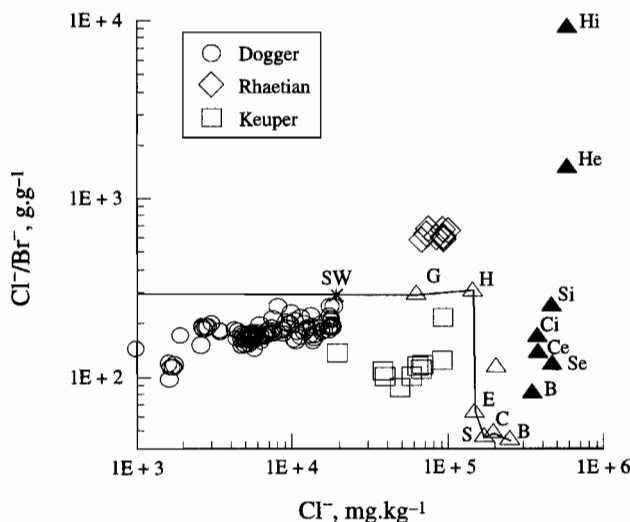 1E + 4
Cl⁻/Br⁻, g.g⁻¹
1E + 3
1E + 2
Dogger
Rhaetian
Keuper
Hi
He
SW
G
H
Si
Ci
Ce
Se
B
E
S
C
B
1E + 3
1E + 4
1E + 5
1E + 6
Cl⁻, mg.kg⁻¹